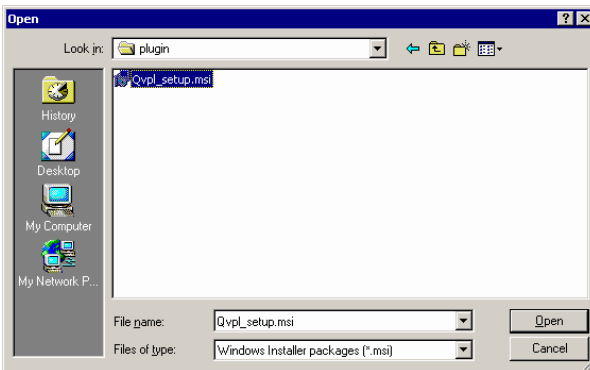 Open
Look in:
plugin
Qvpl_setup.msi
History
Desktop
My Computer
My Network P...
File name:
Qvpl_setup.msi
Open
Files of type:
Windows Installer packages (*.msi)
Cancel